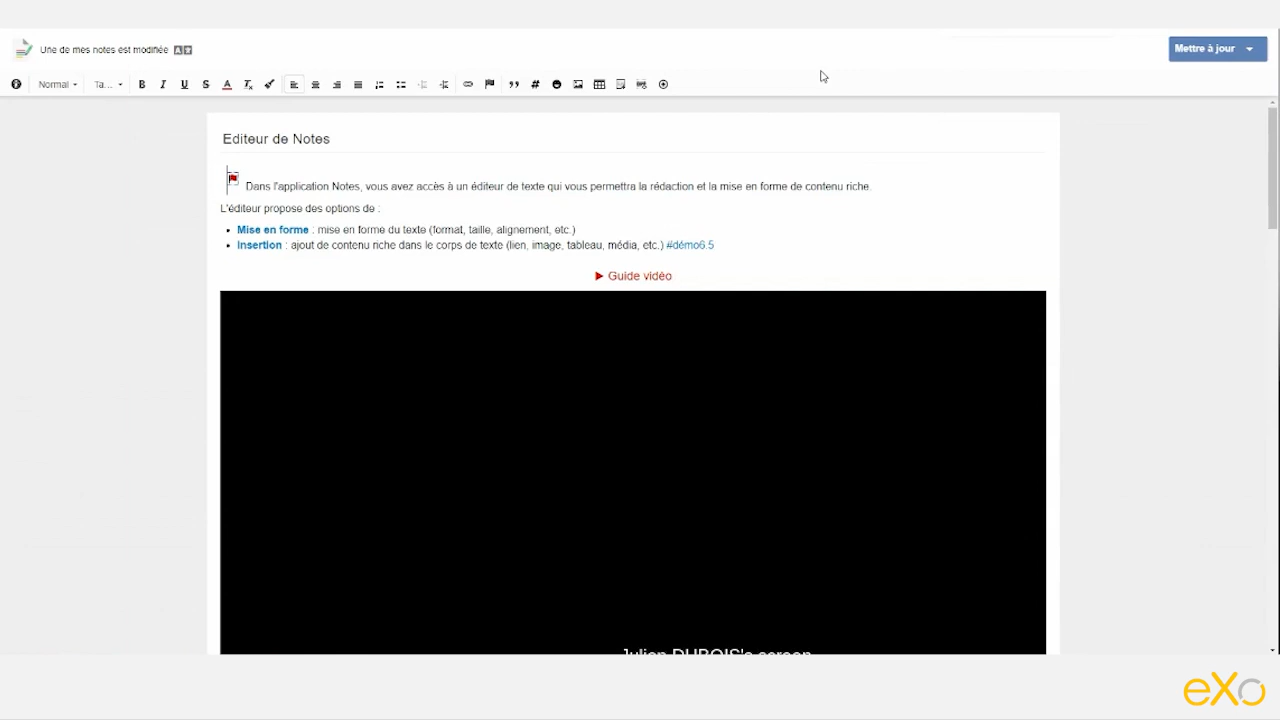 Une de mes notes est modifiée
Mettre à jour
Normal
Ta...
Editeur de Notes
Dans l'application Notes, vous avez accès à un éditeur de texte qui vous permettra la rédaction et la mise en forme de contenu riche.
L'éditeur propose des options de :
Mise en forme : mise en forme du texte (format, taille, alignement, etc.)
Insertion : ajout de contenu riche dans le corps de texte (lien, image, tableau, média, etc.) #démo6.5
Guide vidéo
Julien DUBOIS's screen
eXo